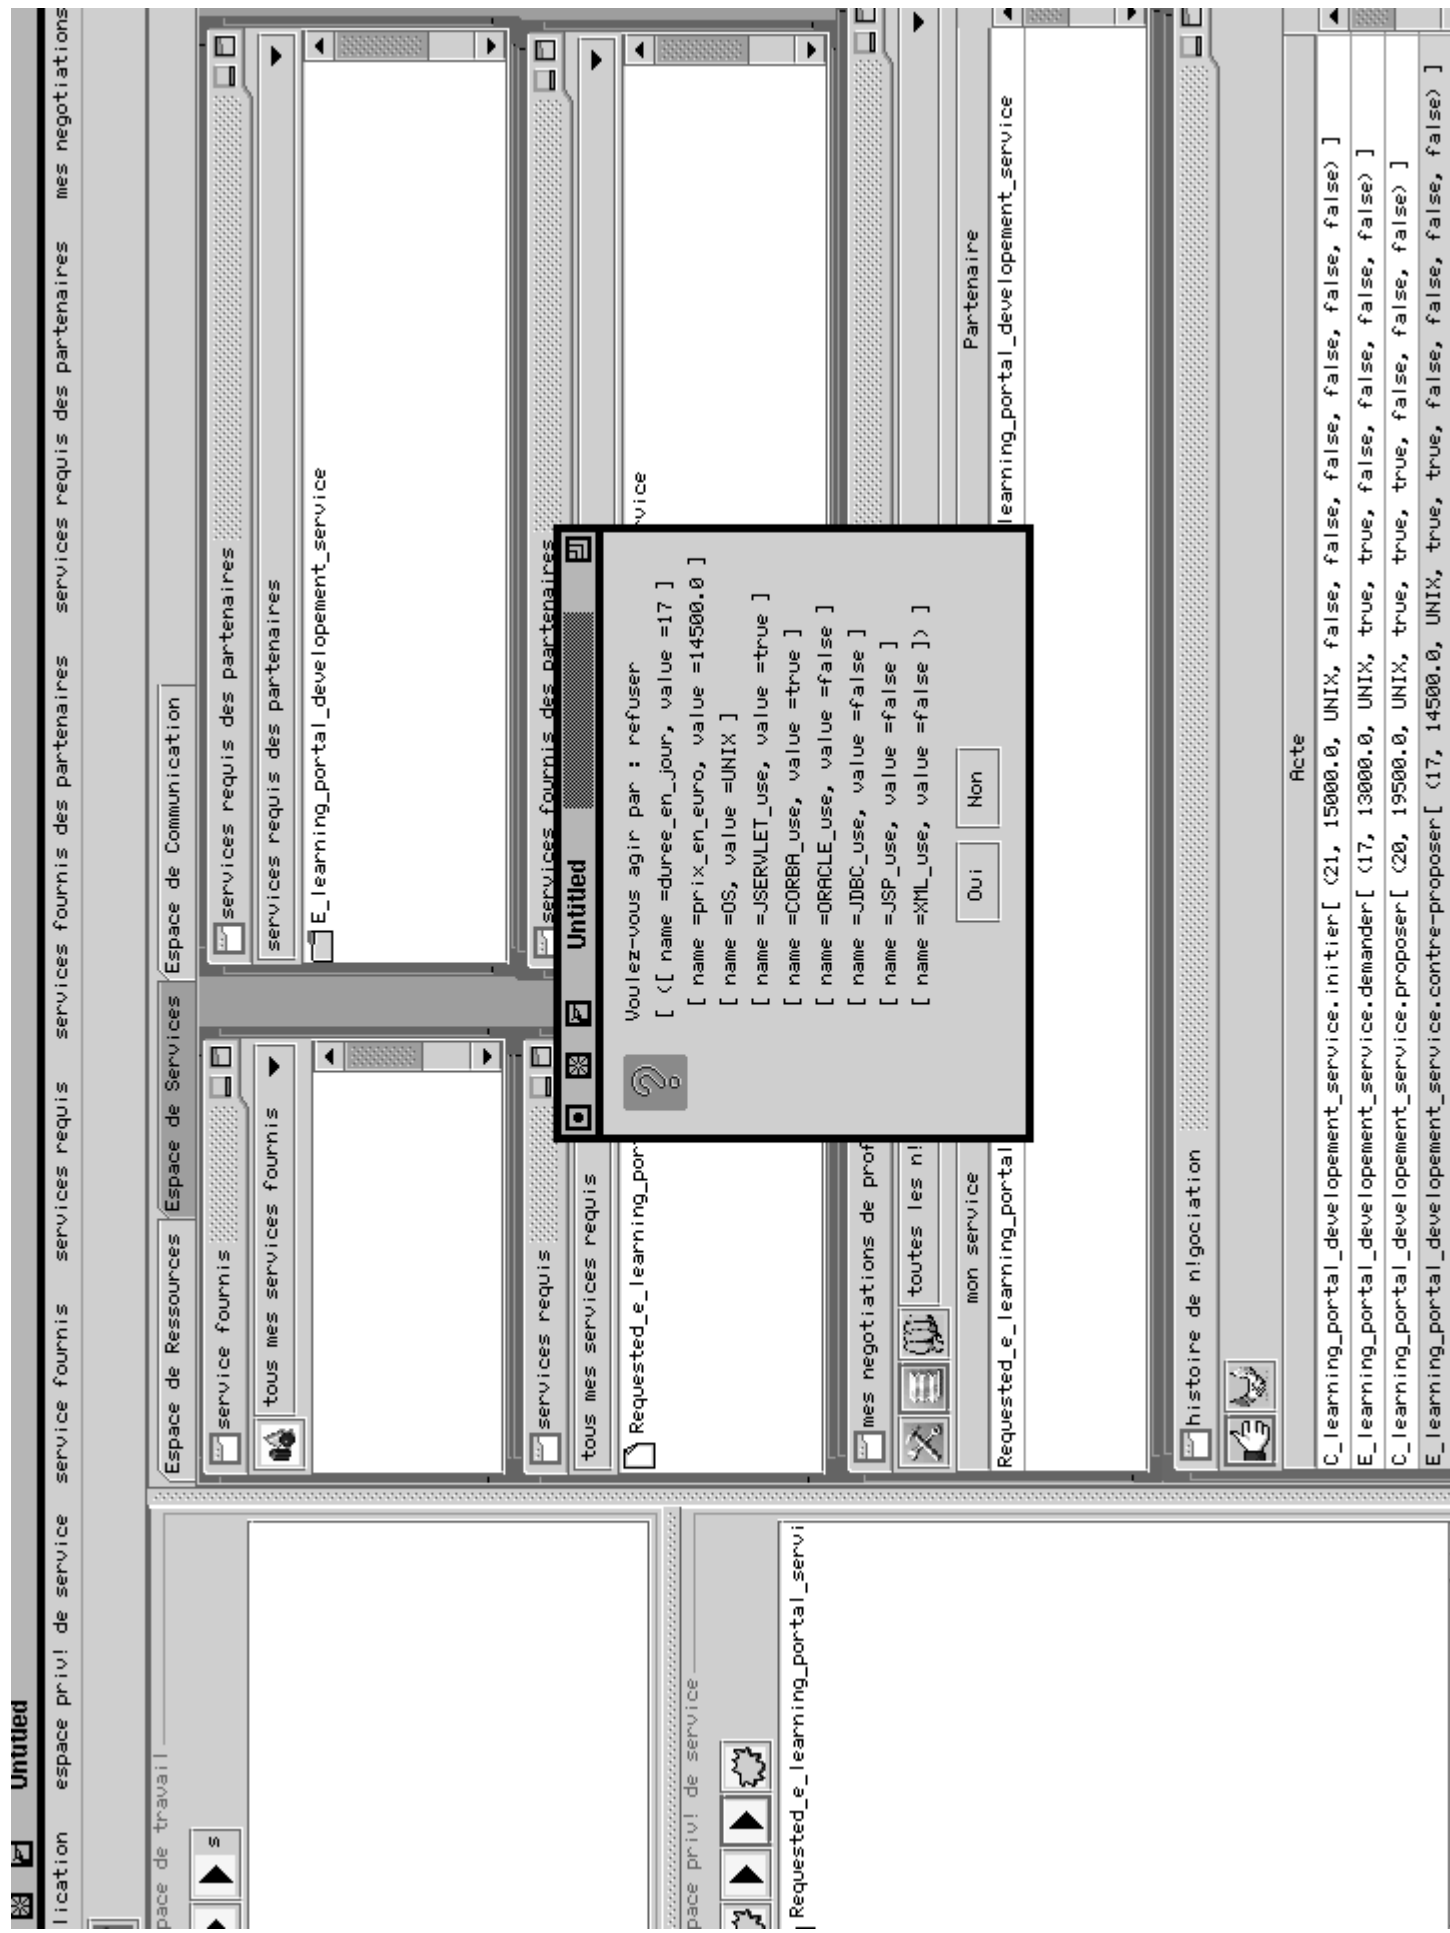 Untitled
lication espace priv! de service service fournis services requis services fournis des partenaires services requis des partenaires mes negotiations
pace de travail
s
pace priv! de service
Requested_e_learning_portal_servi
Espace de Ressources Espace de Services Espace de Communication
service fournis
tous mes services fournis
services requis des partenaires
services requis des partenaires
E_learning_portal_developement_service
services requis
tous mes services requis
Requested_e_learning_por
services fournis des partenaires
rvice
Untitled
Voulez-vous agir par : refuser
[ ([ name =duree_en_jour, value =17 ]
[ name =prix_en_euro, value =14500.0 ]
[ name =OS, value =UNIX ]
[ name =JSERVLET_use, value =true ]
[ name =CORBA_use, value =true ]
[ name =ORACLE_use, value =false ]
[ name =JDBC_use, value =false ]
[ name =JSP_use, value =false ]
[ name =XML_use, value =false ]) ]
Oui Non
mes negotiations de prof
toutes les n!
mon service Partenaire
Requested_e_learning_portal learning_portal_developement_service
histoire de n!gociation
Acte
C_learning_portal_developement_service.initier[ (21, 15000.0, UNIX, false, false, false, false, false, false) ]
E_learning_portal_developement_service.demander[ (17, 13000.0, UNIX, true, true, false, false, false, false) ]
C_learning_portal_developement_service.proposer[ (20, 19500.0, UNIX, true, true, true, false, false, false) ]
E_learning_portal_developement_service.contre-proposer[ (17, 14500.0, UNIX, true, true, false, false, false, false) ]